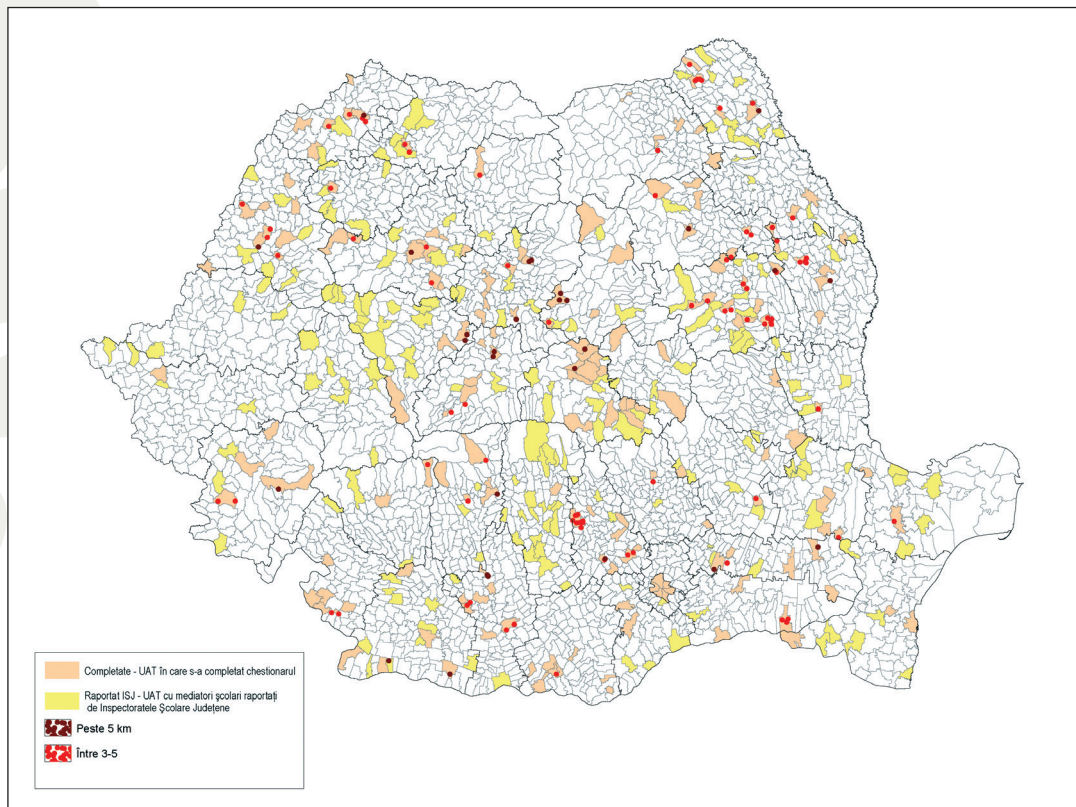 Completate - UAT în care s-a completat chestionarul
Raportat ISJ - UAT cu mediatori școlari raportați
de Inspectoratele Școlare Județene
Peste 5 km
Între 3-5